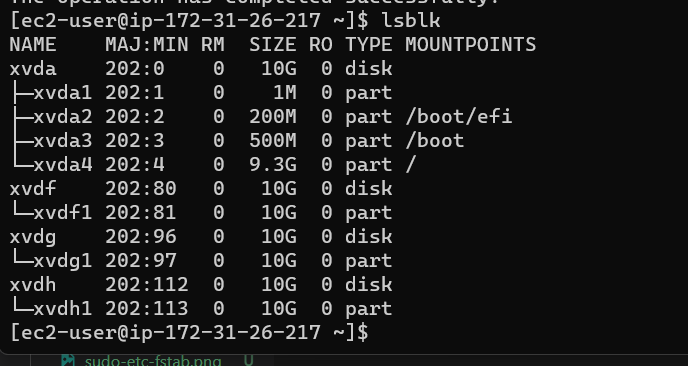 The operation has completed successfully.
[ec2-user@ip-172-31-26-217 ~]$ lsblk
NAME    MAJ:MIN RM  SIZE RO TYPE MOUNTPOINTS
xvda    202:0    0   10G  0 disk
├─xvda1 202:1    0    1M  0 part
├─xvda2 202:2    0  200M  0 part /boot/efi
├─xvda3 202:3    0  500M  0 part /boot
└─xvda4 202:4    0  9.3G  0 part /
xvdf    202:80   0   10G  0 disk
└─xvdf1 202:81   0   10G  0 part
xvdg    202:96   0   10G  0 disk
└─xvdg1 202:97   0   10G  0 part
xvdh    202:112  0   10G  0 disk
└─xvdh1 202:113  0   10G  0 part
[ec2-user@ip-172-31-26-217 ~]$
sudo-etc-fstab.png U